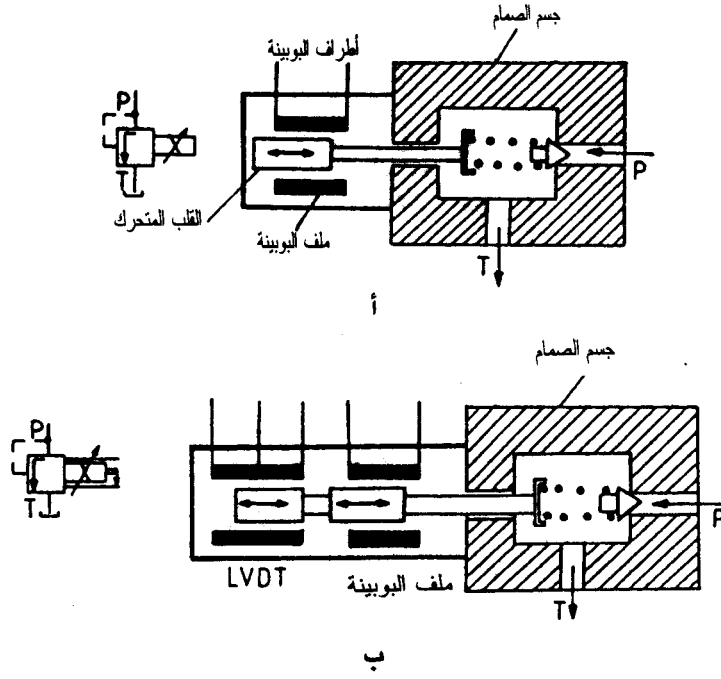 جسم الصمام
أطراف البوبينة
P
T
P
القلب المتحرك
ملف البوبينة
T
أ
جسم الصمام
P
T
P
LVDT
ملف البوبينة
T
ب